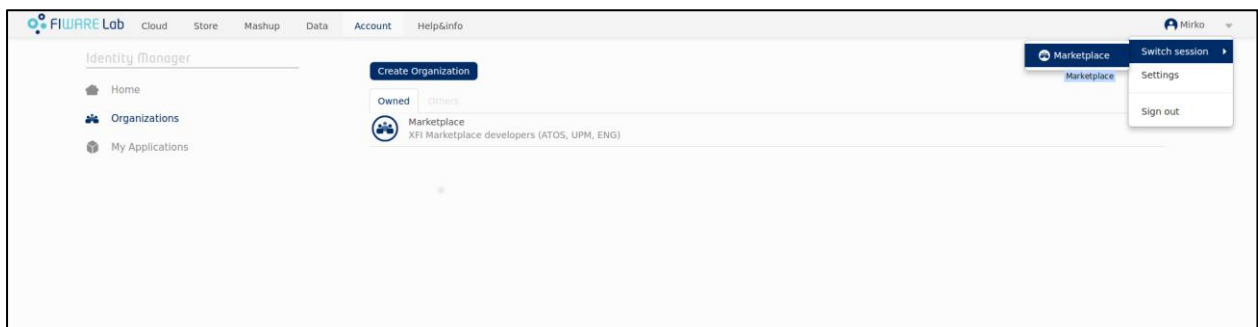 FIWARE Lab Cloud Store Mashup Data Account Help&info Mirko
Identity Manager
Home
Organizations
My Applications
Create Organization
Owned Others
Marketplace
XFI Marketplace developers (ATOS, UPM, ENG)
Marketplace
Marketplace
Switch session
Settings
Sign out